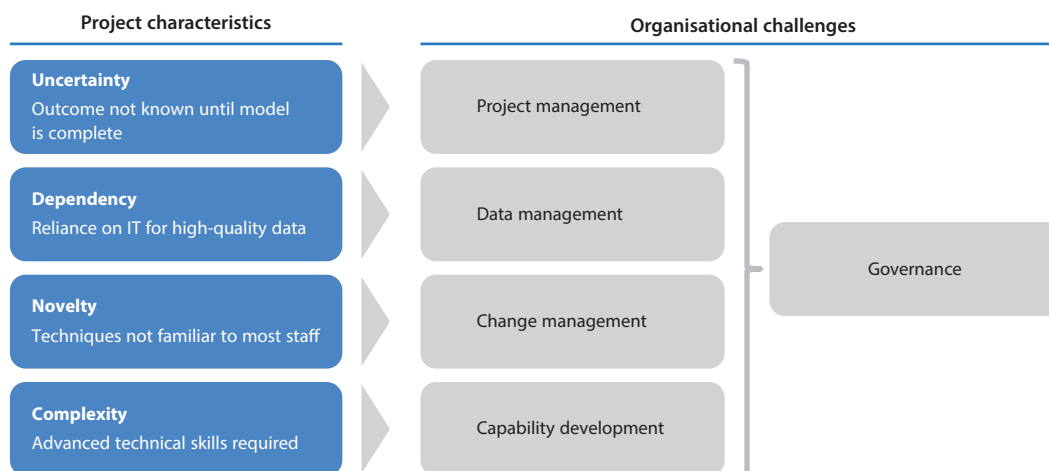 Project characteristics
Organisational challenges
Uncertainty
Outcome not known until model
is complete
Project management
Dependency
Reliance on IT for high-quality data
Data management
Governance
Novelty
Techniques not familiar to most staff
Change management
Complexity
Advanced technical skills required
Capability development